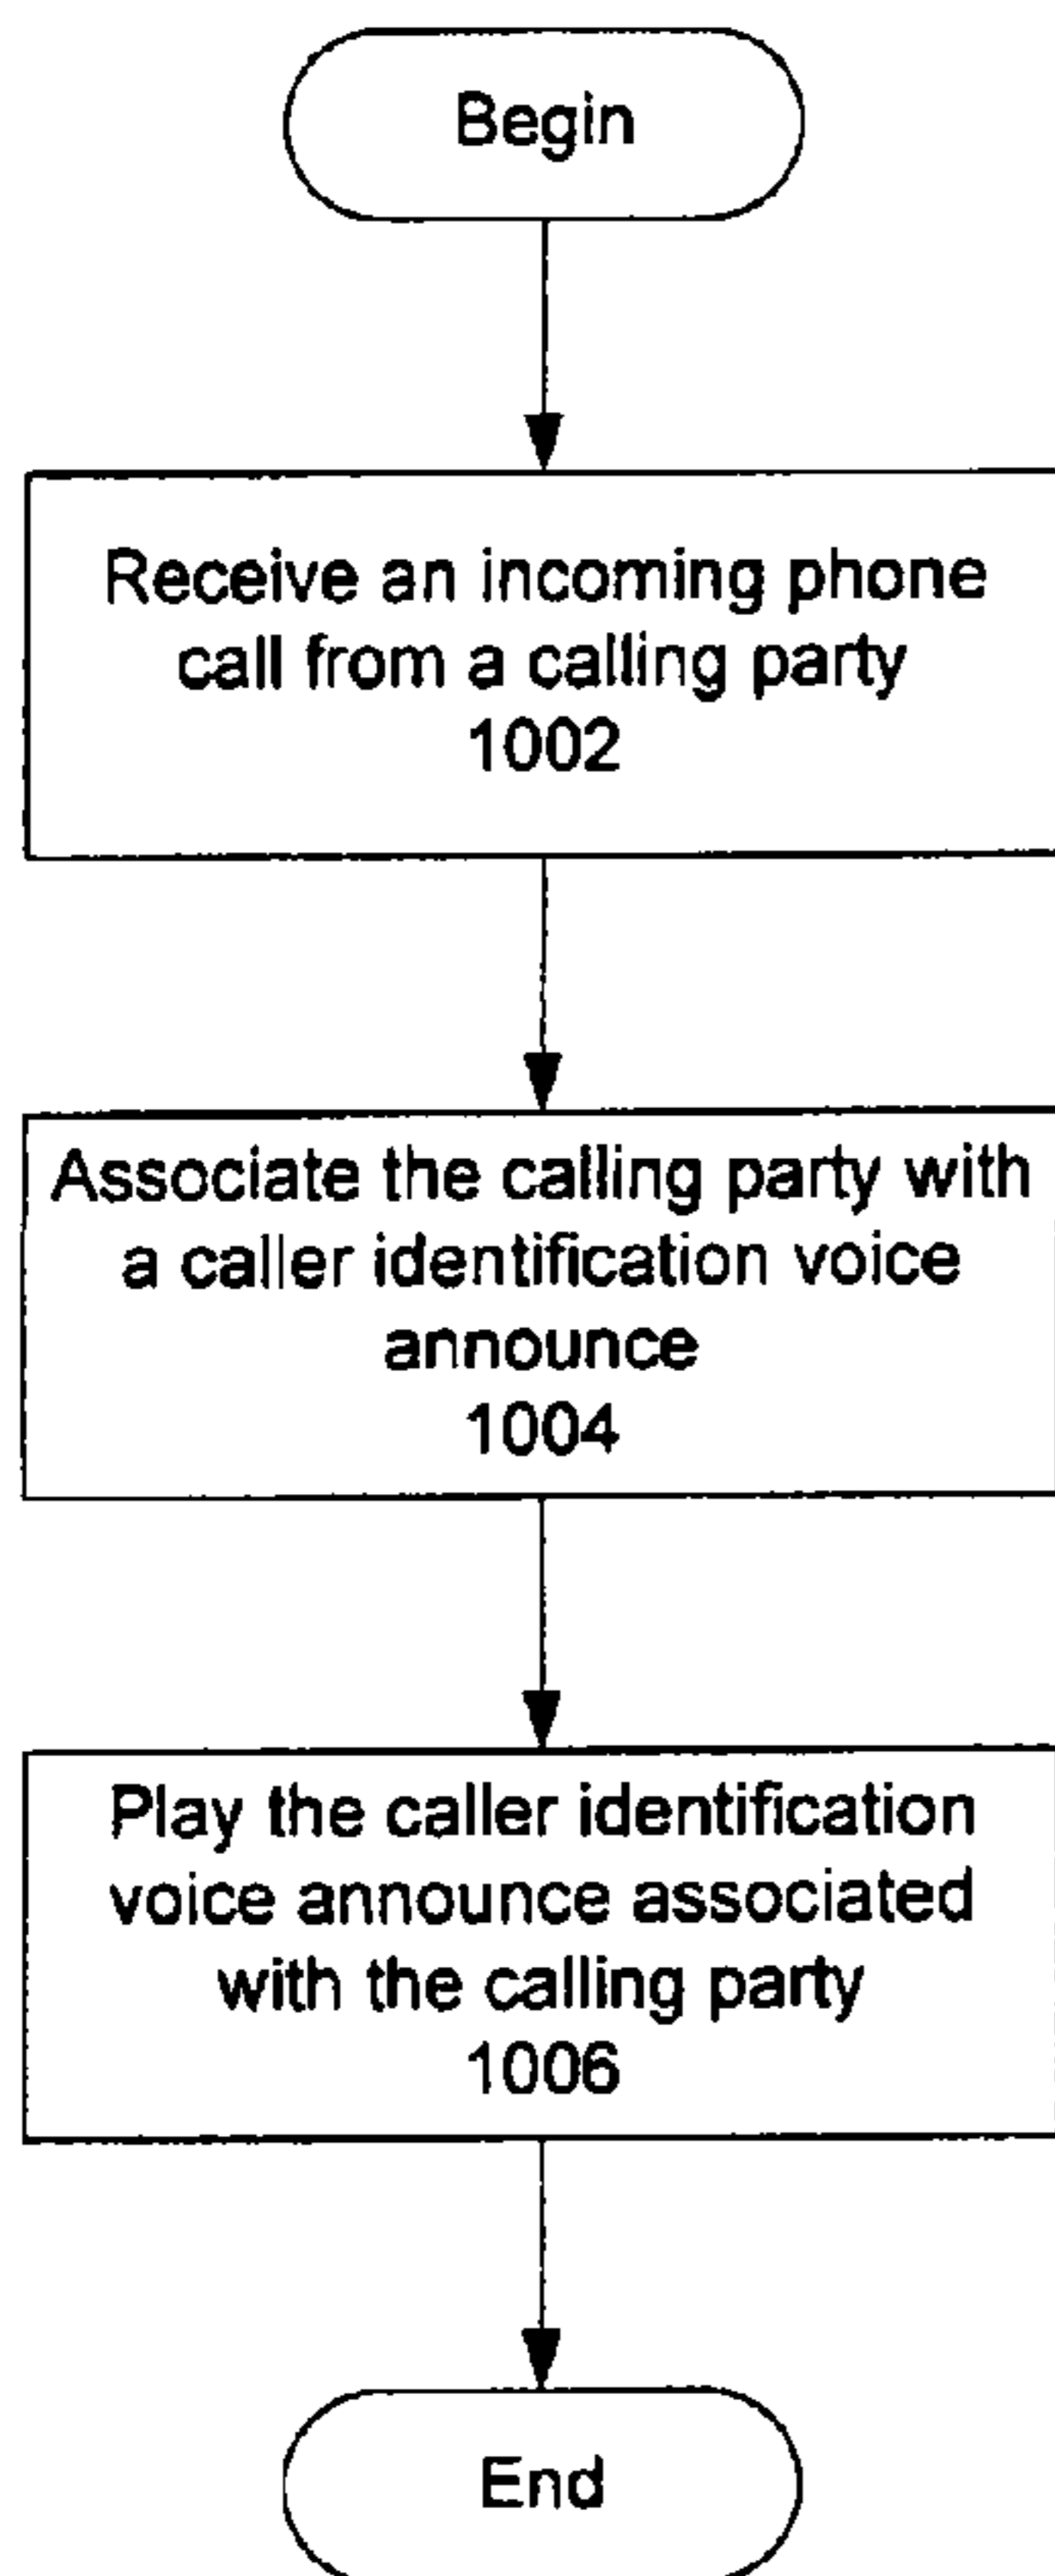 Begin
Receive an incoming phone
call from a calling party
1002
Associate the calling party with
a caller identification voice
announce
1004
Play the caller identification
voice announce associated
with the calling party
1006
End